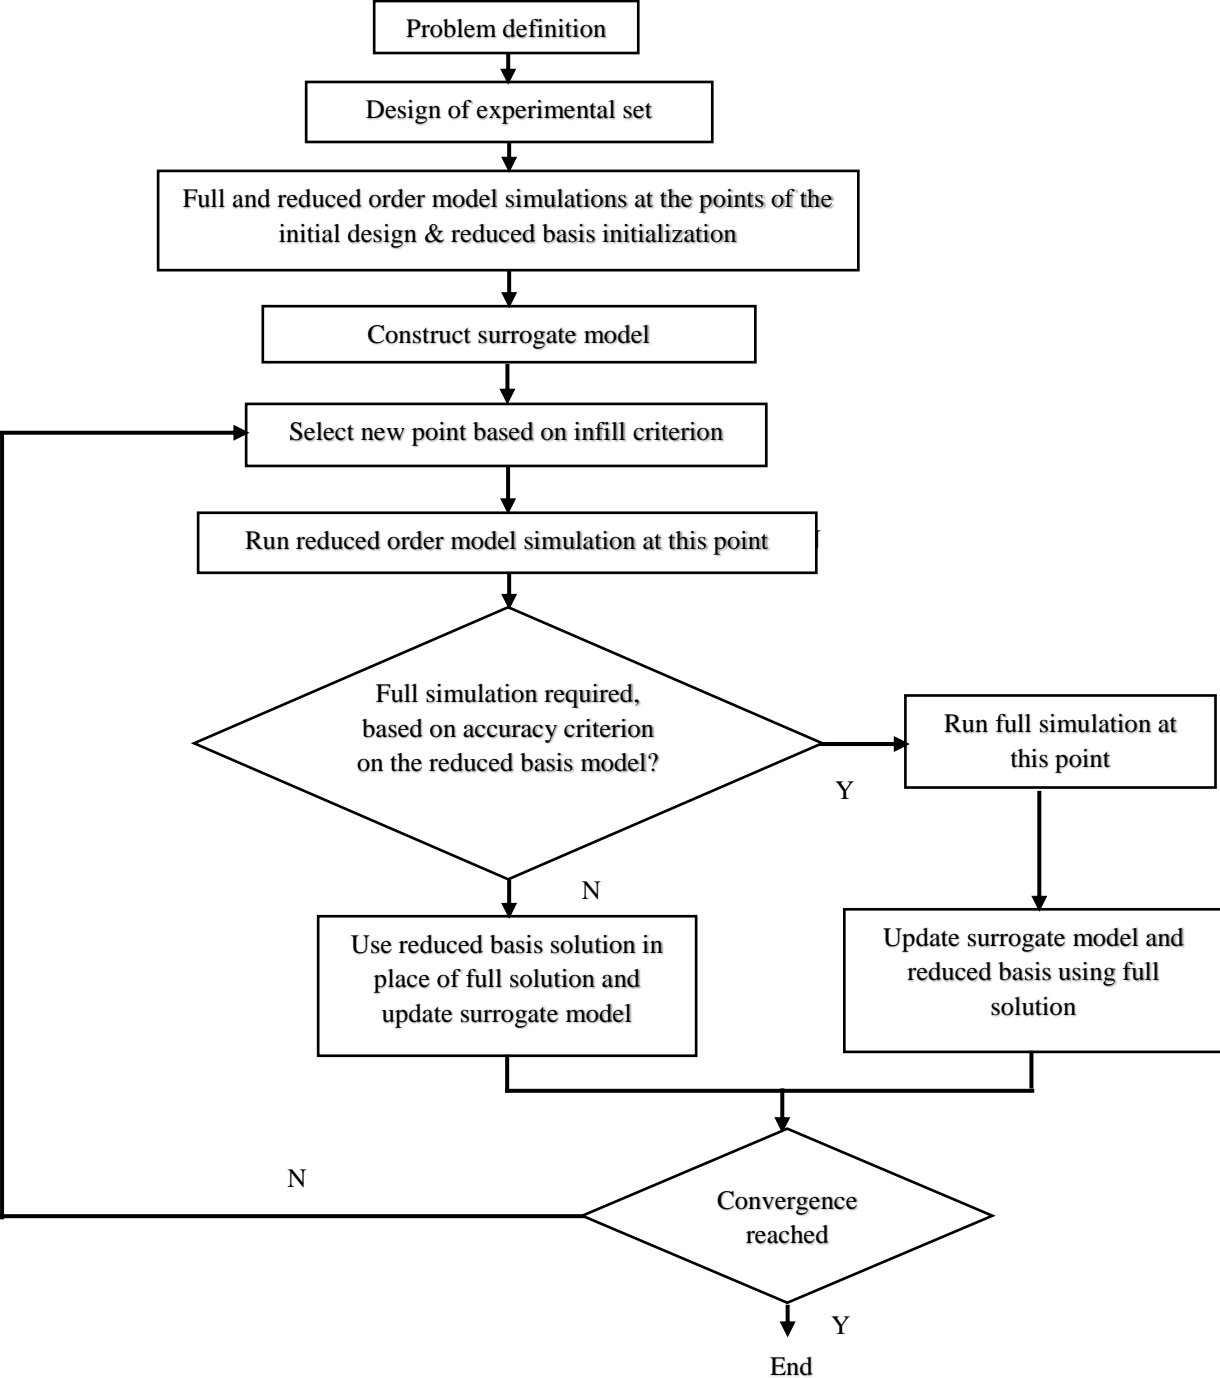 Problem definition
Design of experimental set
Full and reduced order model simulations at the points of the
initial design & reduced basis initialization
Construct surrogate model
Select new point based on infill criterion
Run reduced order model simulation at this point
Full simulation required,
based on accuracy criterion
on the reduced basis model?
Y
Run full simulation at
this point
N
Use reduced basis solution in
place of full solution and
update surrogate model
Update surrogate model and
reduced basis using full
solution
N
Convergence
reached
Y
End